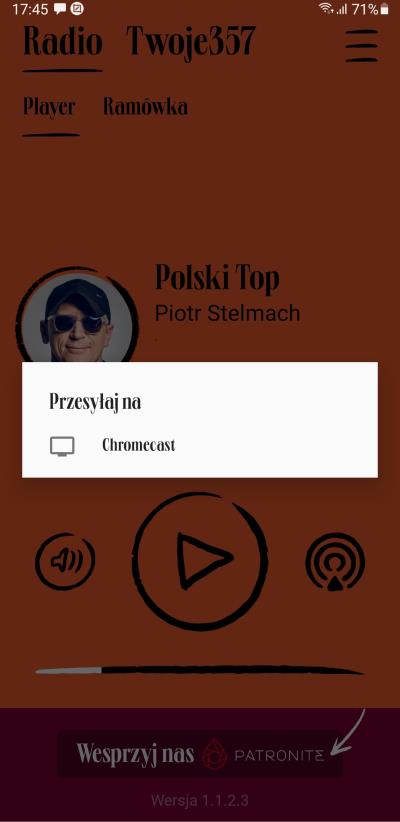 17:45 71%
Radio Twoje357
Player Ramówka
Polski Top
Piotr Stelmach
Przesyłaj na
Chromecast
Wesprzyj nas PATRONITE
Wersja 1.1.2.3